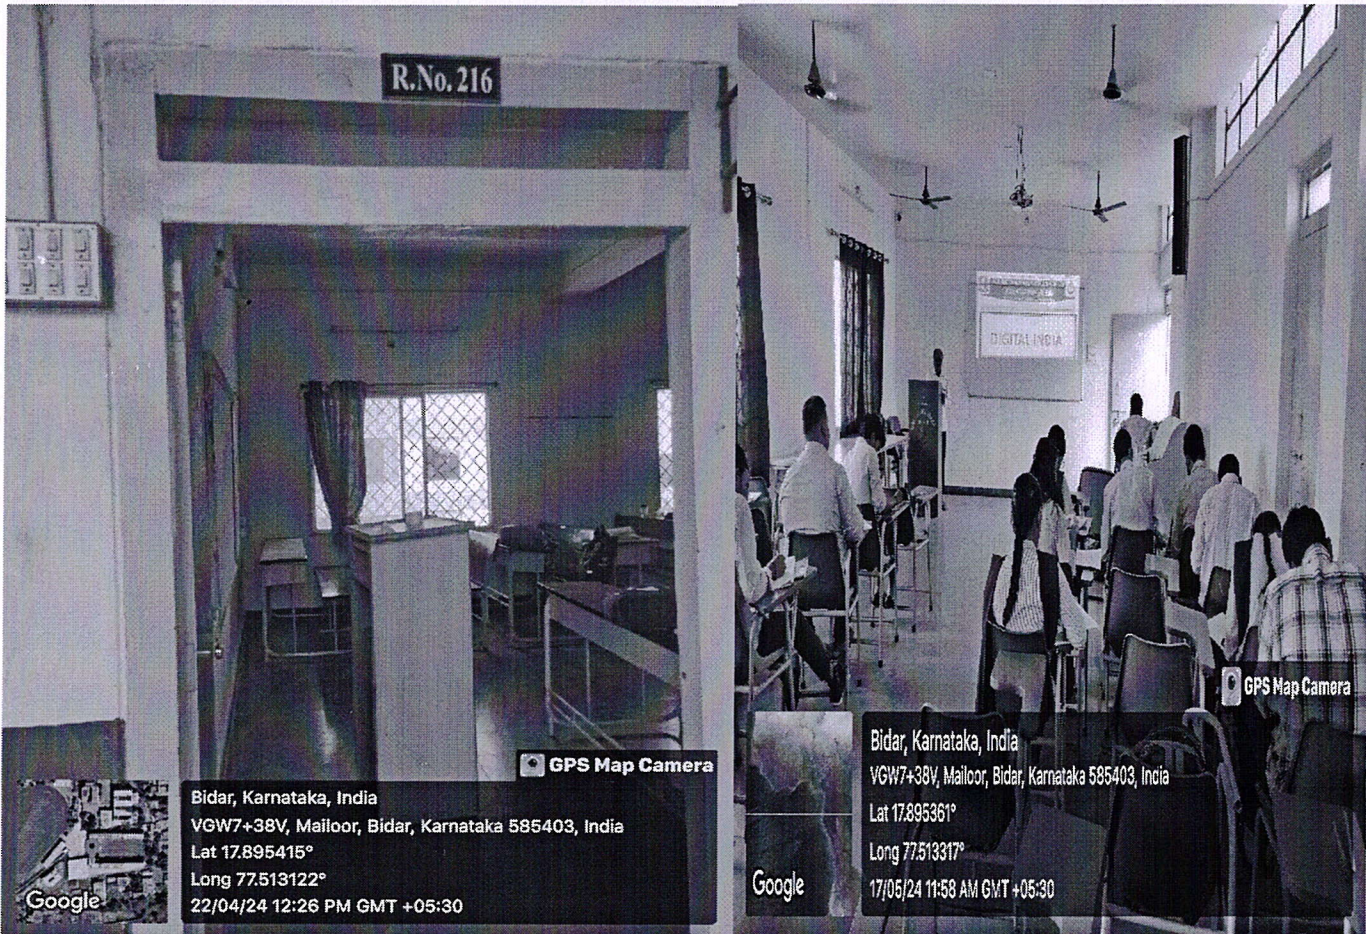 R.No. 216
GPS Map Camera
Google
Bidar, Karnataka, India
VGW7+38V, Mailoor, Bidar, Karnataka 585403, India
Lat 17.895415°
Long 77.513122°
22/04/24 12:26 PM GMT +05:30
DIGITAL INDIA
GPS Map Camera
Google
Bidar, Karnataka, India
VGW7+38V, Mailoor, Bidar, Karnataka 585403, India
Lat 17.895361°
Long 77.513317°
17/05/24 11:58 AM GMT +05:30